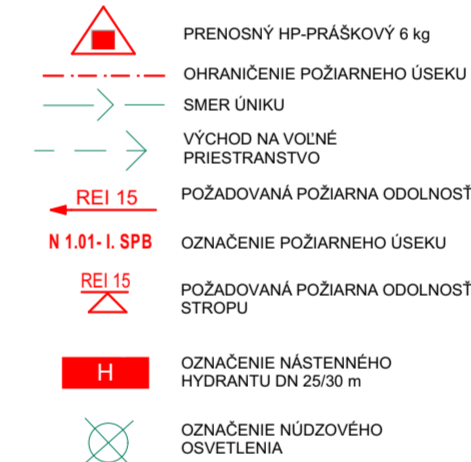 PRENOSNÝ HP-PRÁŠKOVÝ 6 kg
OHRANIČENIE POŽIARNEHO ÚSEKU
SMER ÚNIKU
VÝCHOD NA VOĽNÉ
PRIESTRANSTVO
REI 15
POŽADOVANÁ POŽIARNA ODOLNOSŤ
N 1.01- I. SPB
OZNAČENIE POŽIARNEHO ÚSEKU
REI 15
POŽADOVANÁ POŽIARNA ODOLNOSŤ
STROPU
H
OZNAČENIE NÁSTENNÉHO
HYDRANTU DN 25/30 m
OZNAČENIE NÚDZOVÉHO
OSVETLENIA